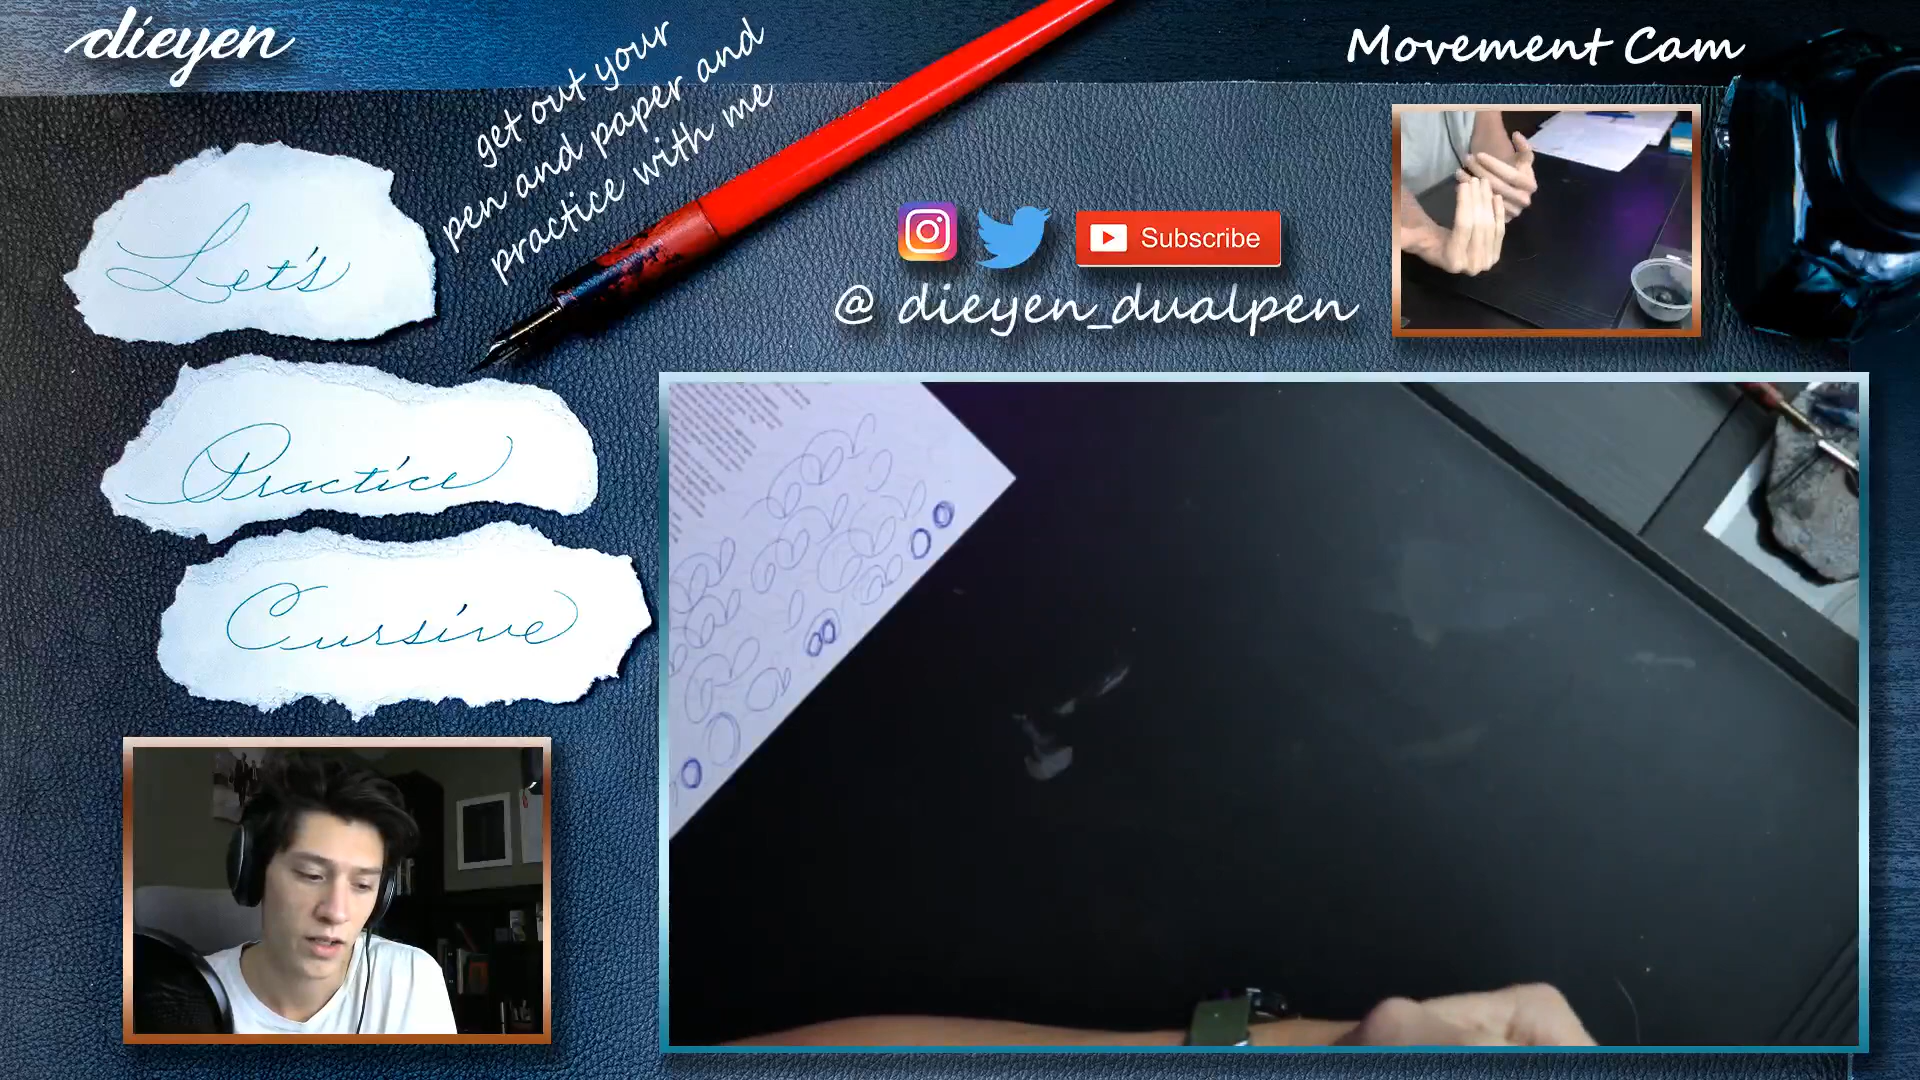 dieyen
get out your
pen and paper and
practice with me
Movement Cam
Let's
Practice
Cursive
Subscribe
@ dieyen_dualpen